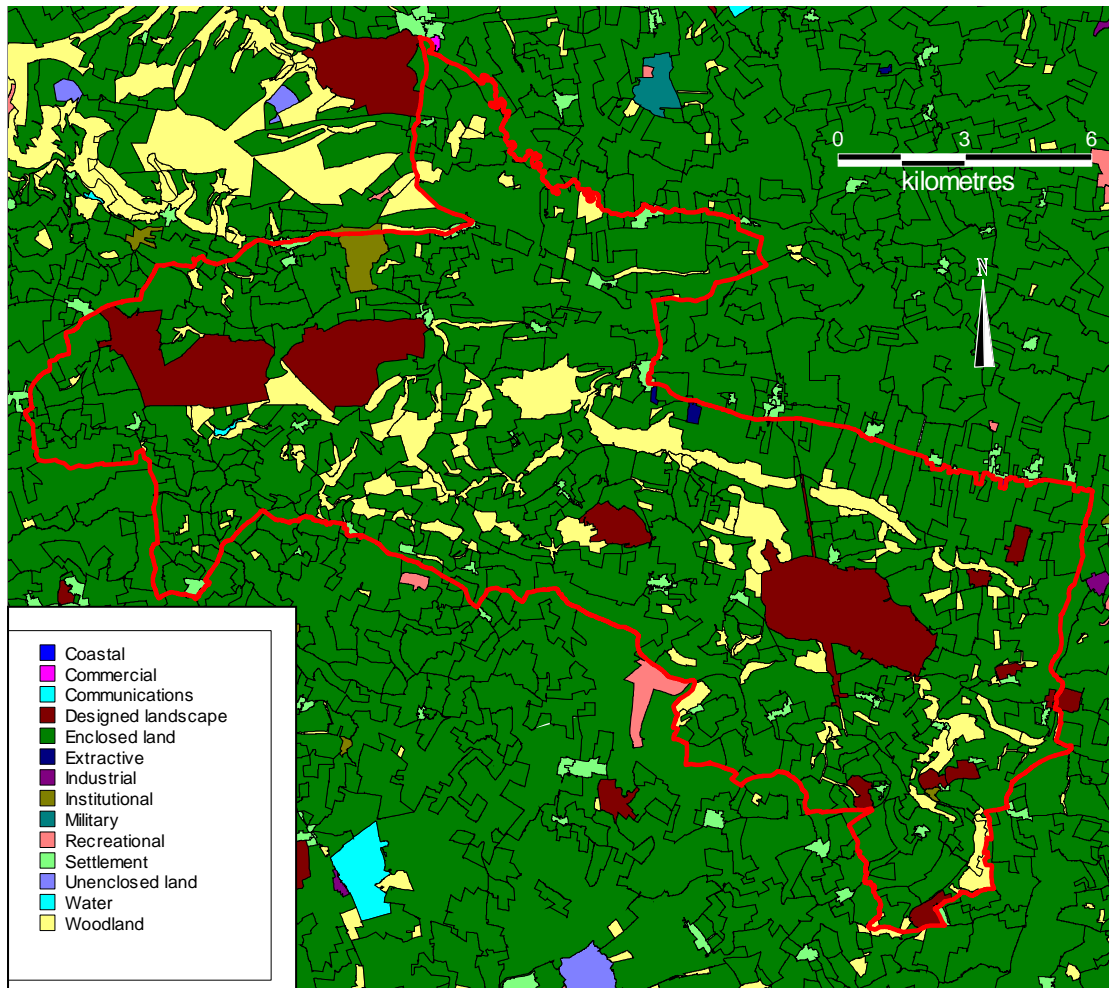 0 3 6
kilometres
N
Coastal
Commercial
Communications
Designed landscape
Enclosed land
Extractive
Industrial
Institutional
Military
Recreational
Settlement
Unenclosed land
Water
Woodland